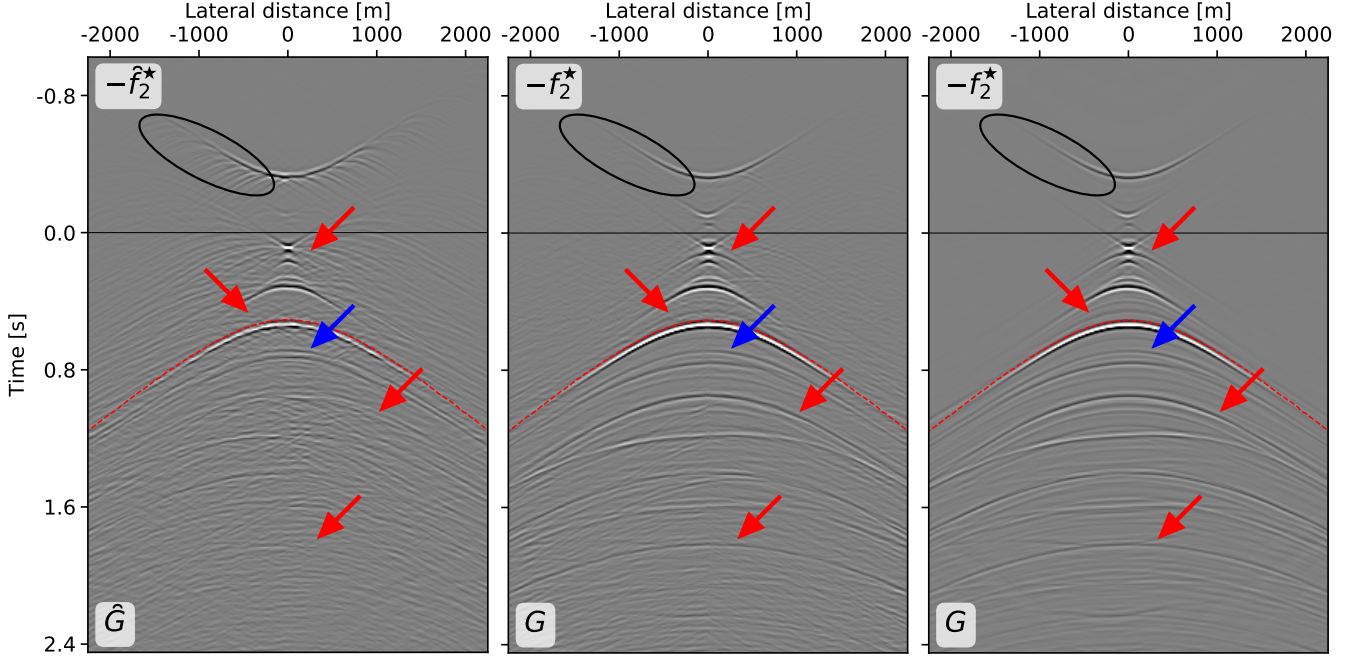 Lateral distance [m] Lateral distance [m] Lateral distance [m]
-2000 -1000 0 1000 2000 -2000 -1000 0 1000 2000 -2000 -1000 0 1000 2000
−f̂₂★ −f₂★ −f₂★
-0.8
0.0
0.8
1.6
2.4
Time [s]
Ĝ G G